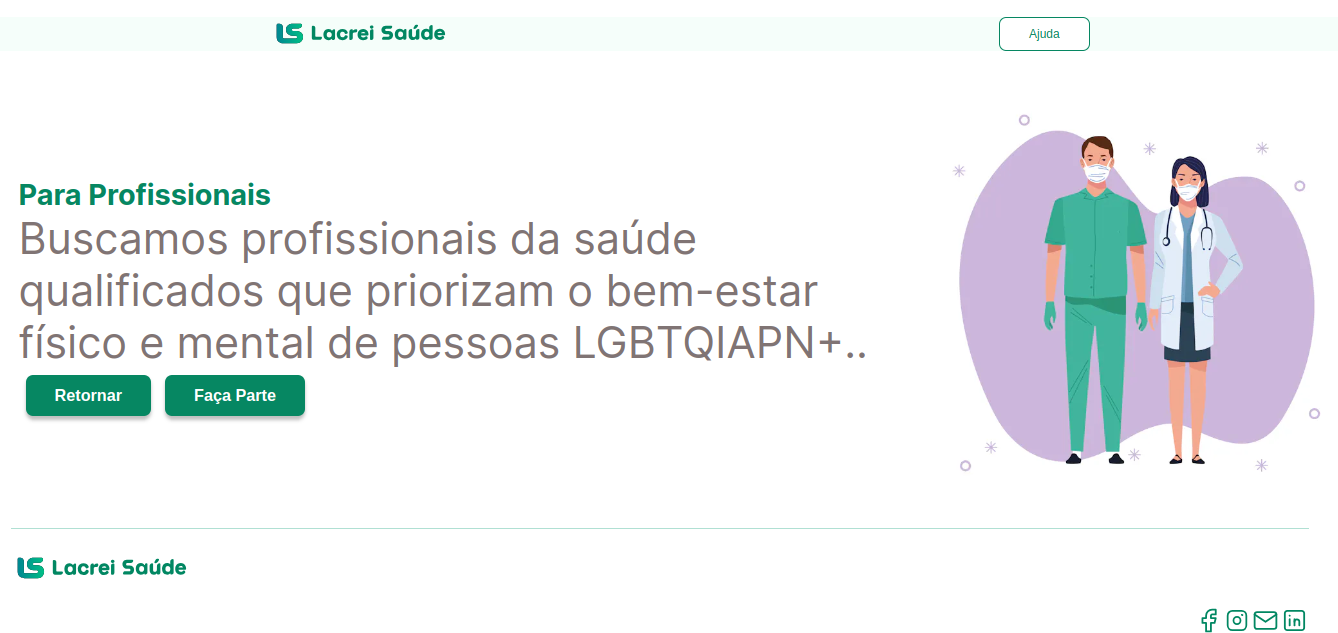 Lacrei Saúde
Ajuda
Para Profissionais
Buscamos profissionais da saúde
qualificados que priorizam o bem-estar
físico e mental de pessoas LGBTQIAPN+..
Retornar
Faça Parte
Lacrei Saúde